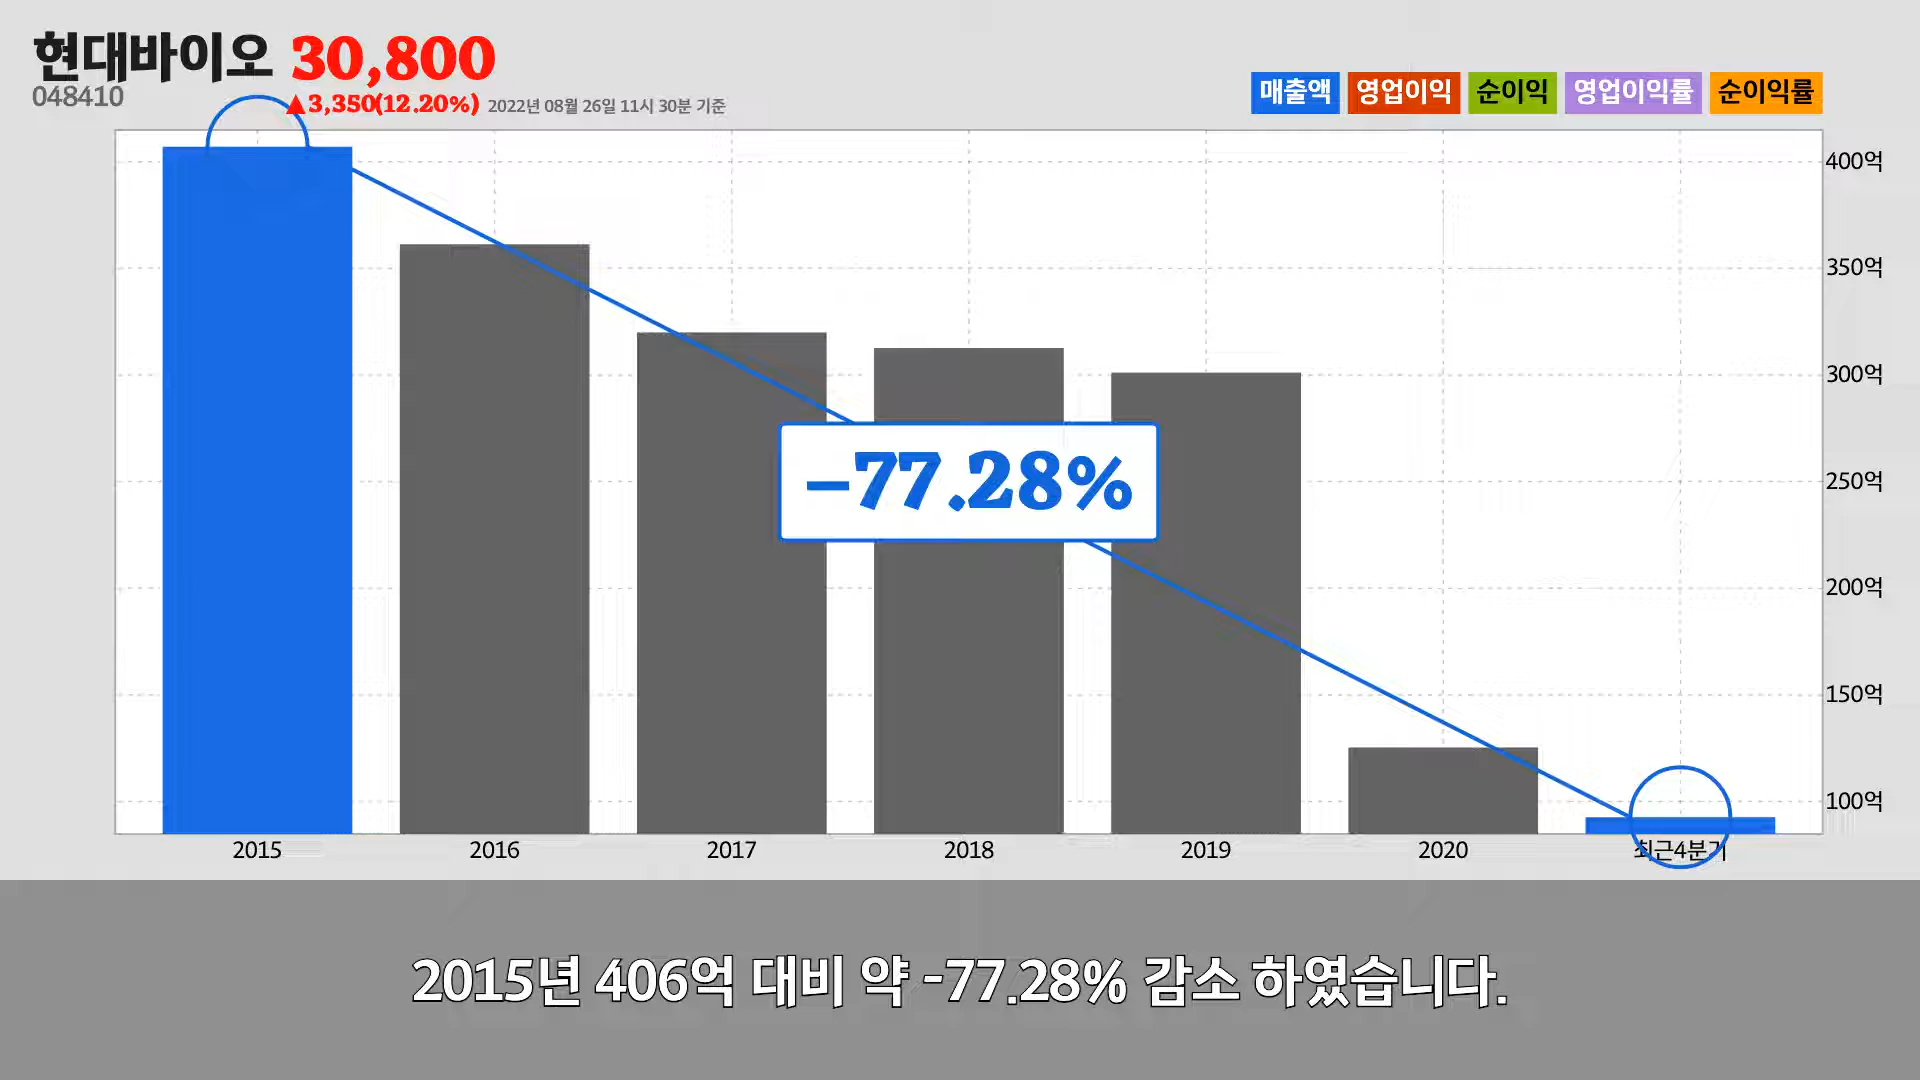 현대바이오 30,800
048410
▲3,350(12.20%) 2022년 08월 26일 11시 30분 기준
매출액 영업이익 순이익 영업이익률 순이익률
400억
350억
300억
250억
200억
150억
100억
-77.28%
2015 2016 2017 2018 2019 2020 최근4분기
2015년 406억 대비 약 -77.28% 감소 하였습니다.